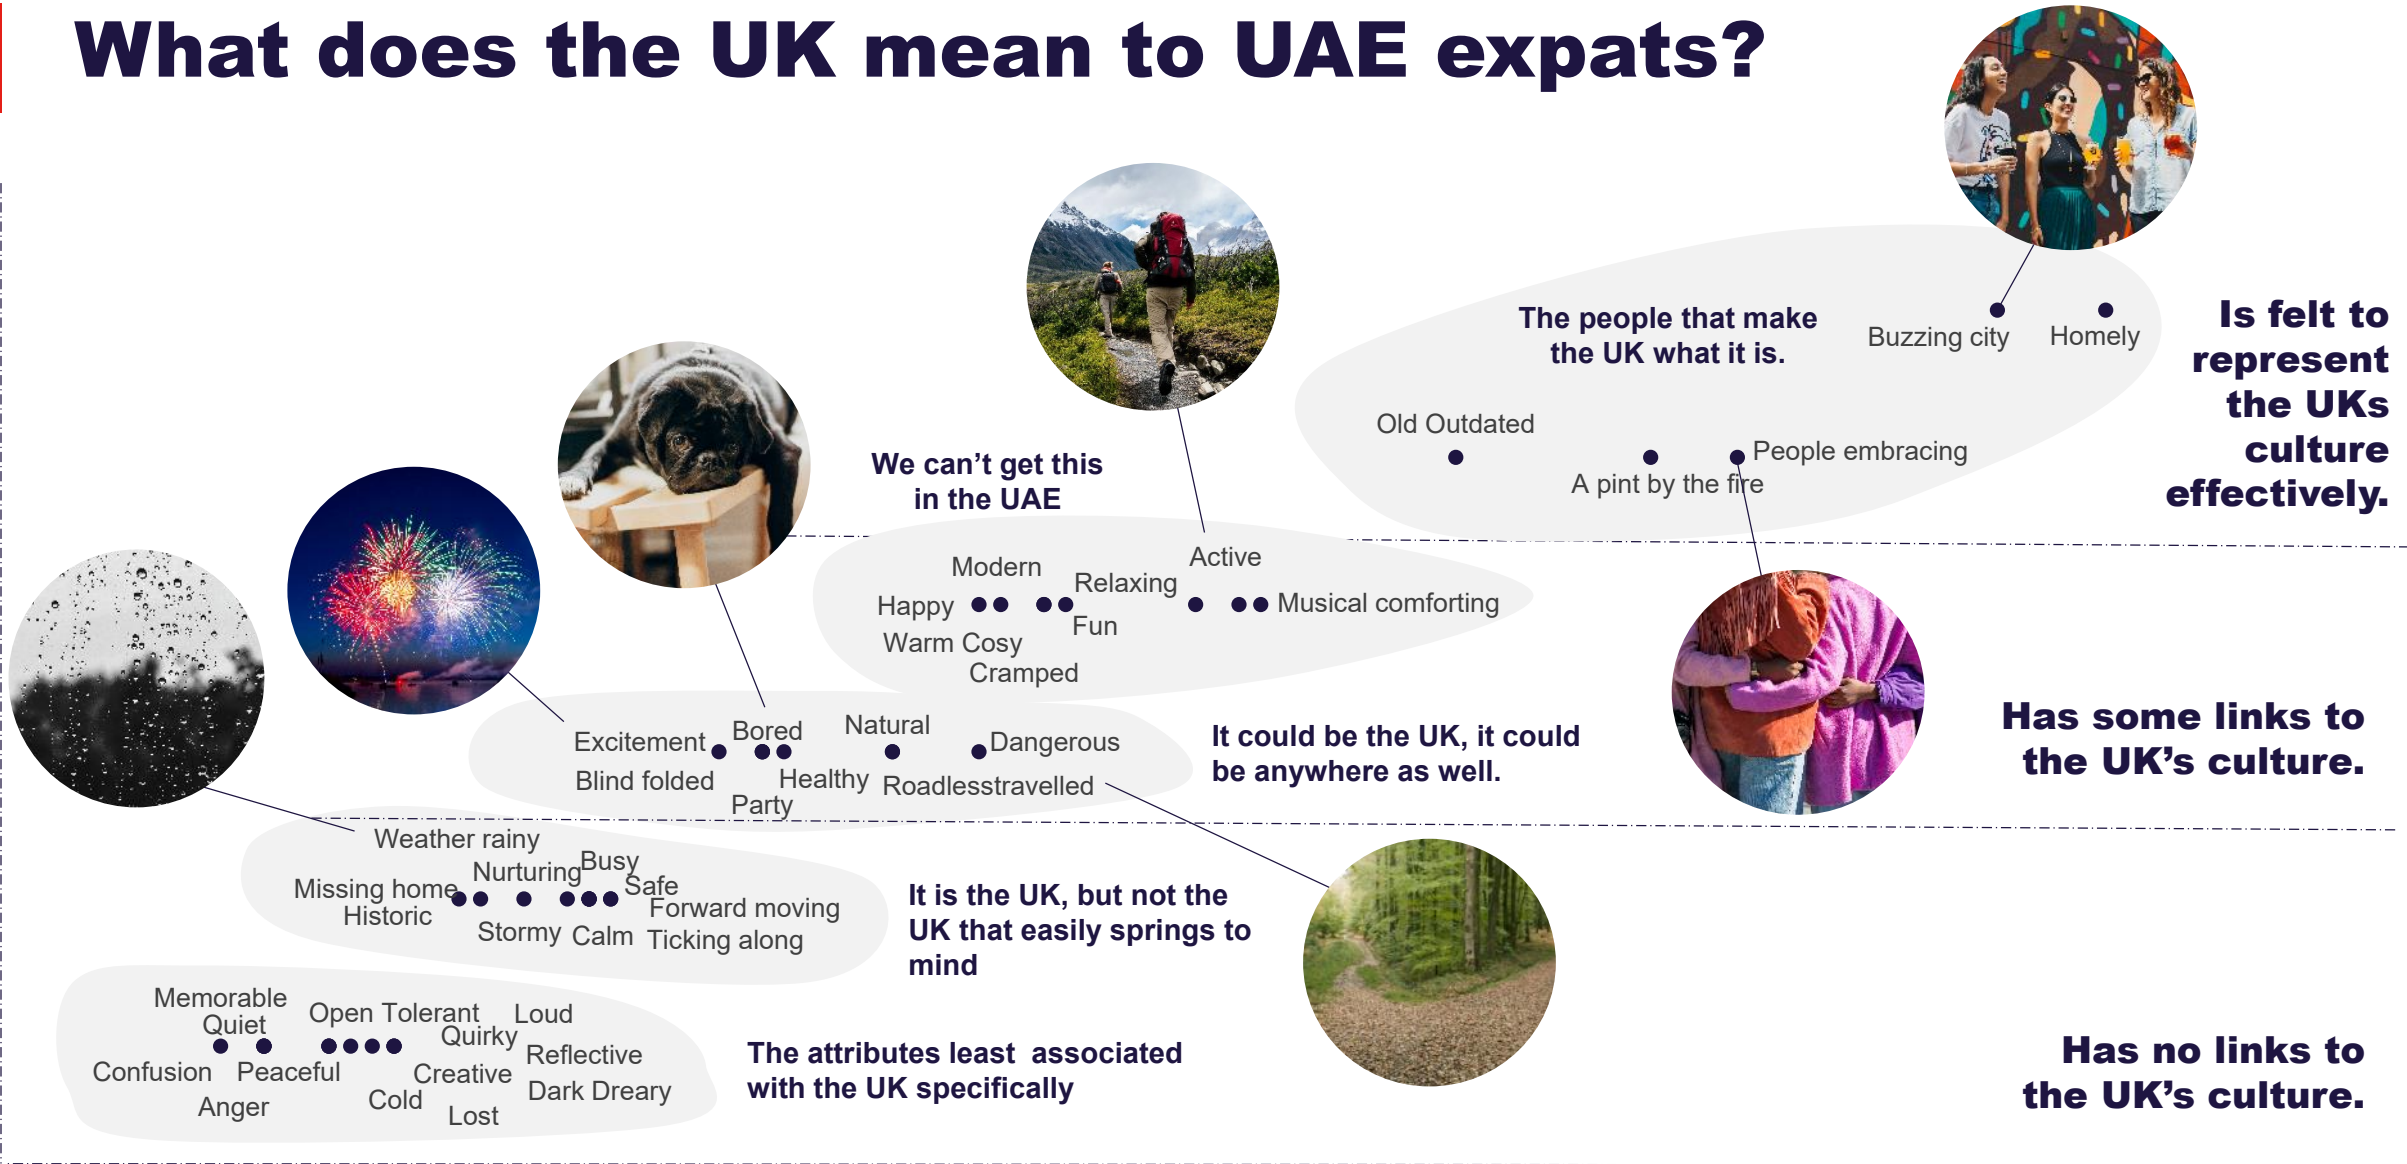 What does the UK mean to UAE expats?
The people that make
the UK what it is.
Buzzing city
Homely
Is felt to
represent
the UKs
culture
effectively.
Old Outdated
People embracing
A pint by the fire
We can't get this
in the UAE
Active
Modern
Relaxing
Happy
Musical comforting
Fun
Warm Cosy
Cramped
Has some links to
the UK's culture.
Natural
Bored
Excitement
Dangerous
Blind folded
Healthy
Roadlesstravelled
Party
It could be the UK, it could
be anywhere as well.
Weather rainy
Busy
Nurturing
Safe
Missing home
Forward moving
Historic
Stormy
Calm
Ticking along
It is the UK, but not the
UK that easily springs to
mind
Memorable
Open Tolerant
Loud
Quiet
Quirky
Reflective
Confusion
Peaceful
Creative
Dark Dreary
Cold
Anger
Lost
The attributes least  associated
with the UK specifically
Has no links to
the UK's culture.